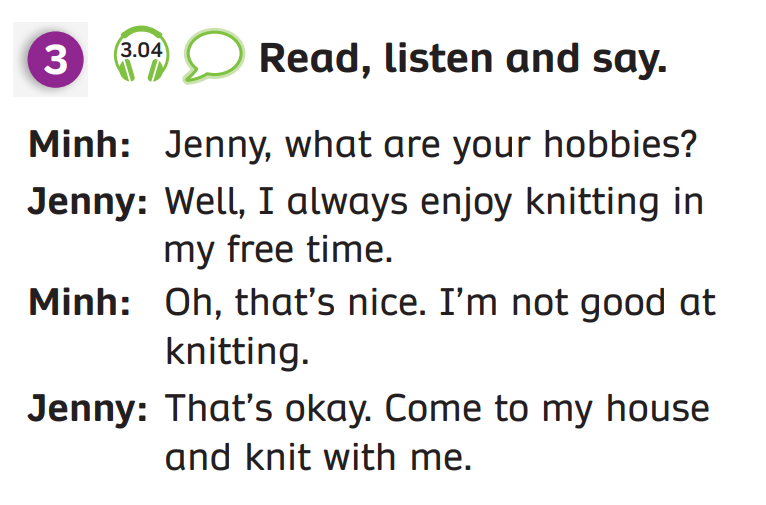 3 3.04 Read, listen and say.
Minh: Jenny, what are your hobbies?
Jenny: Well, I always enjoy knitting in
my free time.
Minh: Oh, that's nice. I'm not good at
knitting.
Jenny: That's okay. Come to my house
and knit with me.